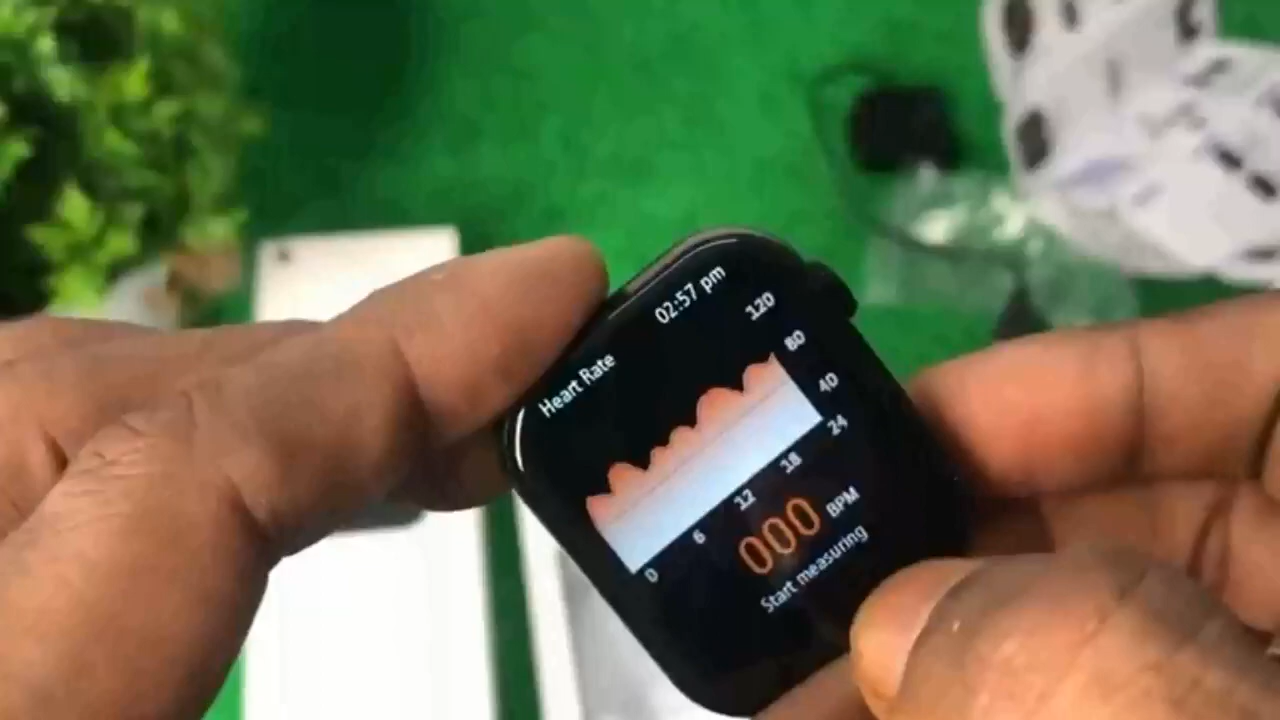 02:57 pm
Heart Rate
120
80
40
0 6 12 18 24
000 BPM
Start measuring